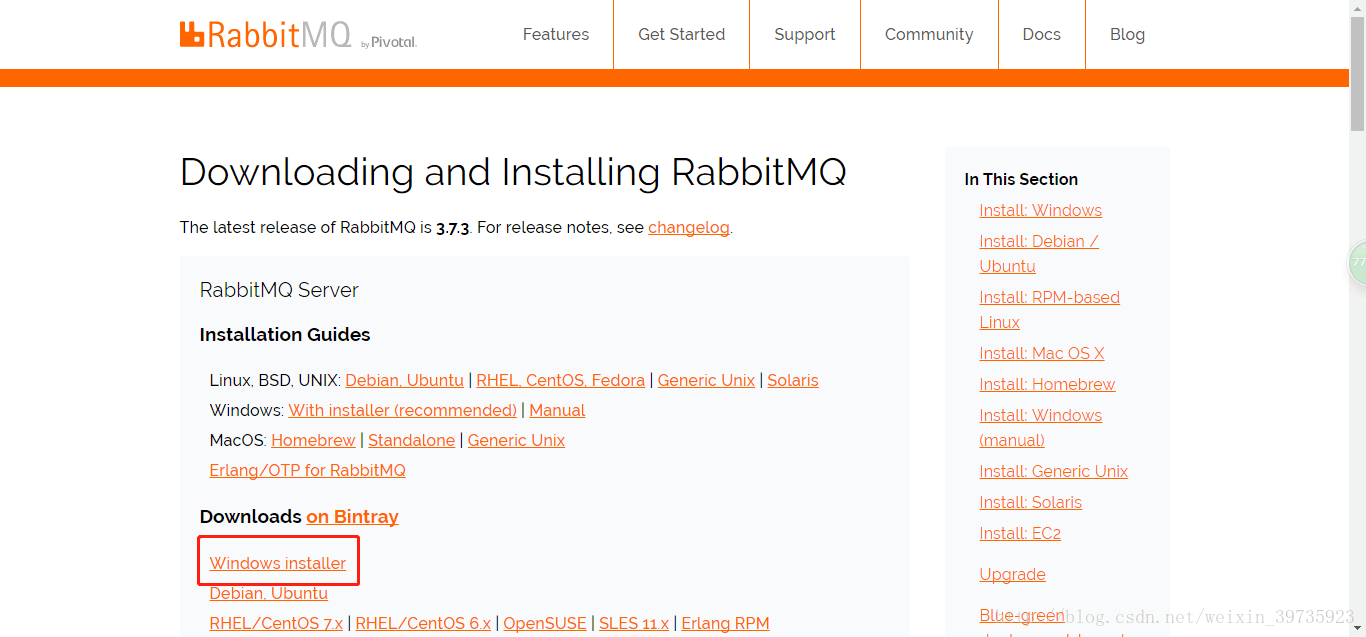 RabbitMQ by Pivotal.
Features Get Started Support Community Docs Blog
Downloading and Installing RabbitMQ
The latest release of RabbitMQ is 3.7.3. For release notes, see changelog.
RabbitMQ Server
Installation Guides
Linux, BSD, UNIX: Debian, Ubuntu | RHEL, CentOS, Fedora | Generic Unix | Solaris
Windows: With installer (recommended) | Manual
MacOS: Homebrew | Standalone | Generic Unix
Erlang/OTP for RabbitMQ
Downloads on Bintray
Windows installer
Debian, Ubuntu
RHEL/CentOS 7.x | RHEL/CentOS 6.x | OpenSUSE | SLES 11.x | Erlang RPM
In This Section
Install: Windows
Install: Debian /
Ubuntu
Install: RPM-based
Linux
Install: Mac OS X
Install: Homebrew
Install: Windows
(manual)
Install: Generic Unix
Install: Solaris
Install: EC2
Upgrade
Blue-green
77
blog.csdn.net/weixin_39735923